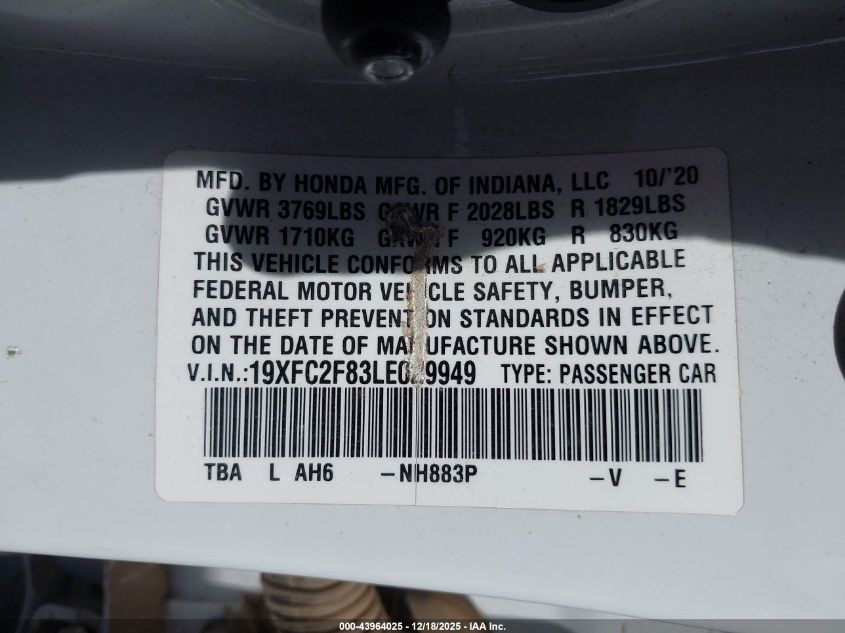 MFD. BY HONDA MFG. OF INDIANA, LLC 10/'20
GVWR 3769LBS GAWR F 2028LBS R 1829LBS
GVWR 1710KG GAWR F 920KG R 830KG
THIS VEHICLE CONFORMS TO ALL APPLICABLE
FEDERAL MOTOR VEHICLE SAFETY, BUMPER,
AND THEFT PREVENTION STANDARDS IN EFFECT
ON THE DATE OF MANUFACTURE SHOWN ABOVE.
V.I.N.: TYPE: PASSENGER CAR
TBA L AH6 -NH883P -V -E
000-43964025 - 12/18/2025 - IAA Inc.